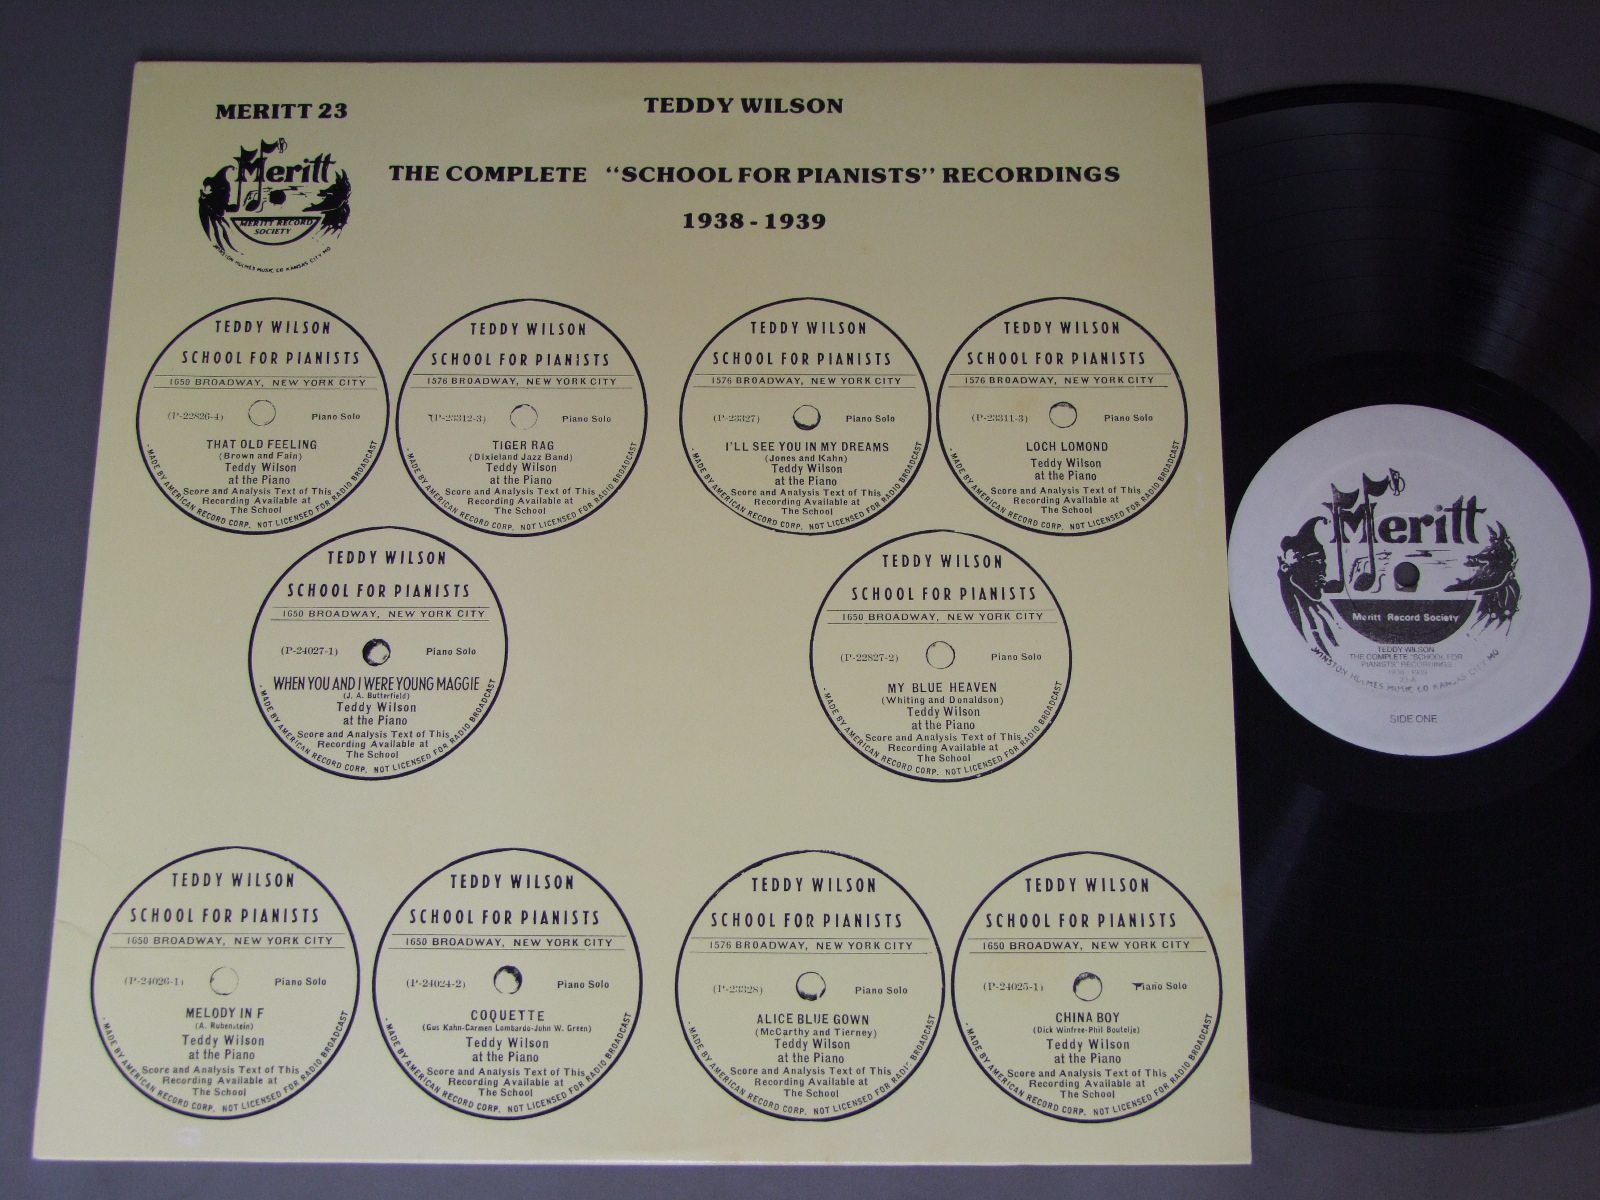 MERITT 23
TEDDY WILSON
Meritt
MERITT RECORD
SOCIETY
WINSTON HOLMES MUSIC CO KANSAS CITY MO
THE COMPLETE "SCHOOL FOR PIANISTS" RECORDINGS
1938 - 1939
TEDDY WILSON
SCHOOL FOR PIANISTS
1650 BROADWAY, NEW YORK CITY
(P-22826-4) Piano Solo
THAT OLD FEELING
(Brown and Fain)
Teddy Wilson
at the Piano
Score and Analysis Text of This
Recording Available at
The School
MADE BY AMERICAN RECORD CORP. NOT LICENSED FOR RADIO BROADCAST
TEDDY WILSON
SCHOOL FOR PIANISTS
1576 BROADWAY, NEW YORK CITY
(P-23312-3) Piano Solo
TIGER RAG
(Dixieland Jazz Band)
Teddy Wilson
at the Piano
Score and Analysis Text of This
Recording Available at
The School
MADE BY AMERICAN RECORD CORP. NOT LICENSED FOR RADIO BROADCAST
TEDDY WILSON
SCHOOL FOR PIANISTS
1576 BROADWAY, NEW YORK CITY
(P-23327) Piano Solo
I'LL SEE YOU IN MY DREAMS
(Jones and Kahn)
Teddy Wilson
at the Piano
Score and Analysis Text of This
Recording Available at
The School
MADE BY AMERICAN RECORD CORP. NOT LICENSED FOR RADIO BROADCAST
TEDDY WILSON
SCHOOL FOR PIANISTS
1576 BROADWAY, NEW YORK CITY
(P-23311-3) Piano Solo
LOCH LOMOND
Teddy Wilson
at the Piano
Score and Analysis Text of This
Recording Available at
The School
MADE BY AMERICAN RECORD CORP. NOT LICENSED FOR RADIO BROADCAST
TEDDY WILSON
SCHOOL FOR PIANISTS
1650 BROADWAY, NEW YORK CITY
(P-24027-1) Piano Solo
WHEN YOU AND I WERE YOUNG MAGGIE
(J. A. Butterfield)
Teddy Wilson
at the Piano
Score and Analysis Text of This
Recording Available at
The School
MADE BY AMERICAN RECORD CORP. NOT LICENSED FOR RADIO BROADCAST
TEDDY WILSON
SCHOOL FOR PIANISTS
1650 BROADWAY, NEW YORK CITY
(P-22827-2) Piano Solo
MY BLUE HEAVEN
(Whiting and Donaldson)
Teddy Wilson
at the Piano
Score and Analysis Text of This
Recording Available at
The School
MADE BY AMERICAN RECORD CORP. NOT LICENSED FOR RADIO BROADCAST
TEDDY WILSON
SCHOOL FOR PIANISTS
1650 BROADWAY, NEW YORK CITY
(P-24026-1) Piano Solo
MELODY IN F
(A. Rubenstein)
Teddy Wilson
at the Piano
Score and Analysis Text of This
Recording Available at
The School
MADE BY AMERICAN RECORD CORP. NOT LICENSED FOR RADIO BROADCAST
TEDDY WILSON
SCHOOL FOR PIANISTS
1650 BROADWAY, NEW YORK CITY
(P-24024-2) Piano Solo
COQUETTE
(Gus Kahn-Carmen Lombardo-John W. Green)
Teddy Wilson
at the Piano
Score and Analysis Text of This
Recording Available at
The School
MADE BY AMERICAN RECORD CORP. NOT LICENSED FOR RADIO BROADCAST
TEDDY WILSON
SCHOOL FOR PIANISTS
1576 BROADWAY, NEW YORK CITY
(P-23328) Piano Solo
ALICE BLUE GOWN
(McCarthy and Tierney)
Teddy Wilson
at the Piano
Score and Analysis Text of This
Recording Available at
The School
MADE BY AMERICAN RECORD CORP. NOT LICENSED FOR RADIO BROADCAST
TEDDY WILSON
SCHOOL FOR PIANISTS
1650 BROADWAY, NEW YORK CITY
(P-24025-1) Piano Solo
CHINA BOY
(Dick Winfree-Phil Boutelje)
Teddy Wilson
at the Piano
Score and Analysis Text of This
Recording Available at
The School
MADE BY AMERICAN RECORD CORP. NOT LICENSED FOR RADIO BROADCAST
Meritt
Meritt Record Society
TEDDY WILSON
THE COMPLETE "SCHOOL FOR
PIANISTS" RECORDINGS
1938 - 1939
23-A
WINSTON HOLMES MUSIC CO KANSAS CITY MO
SIDE ONE